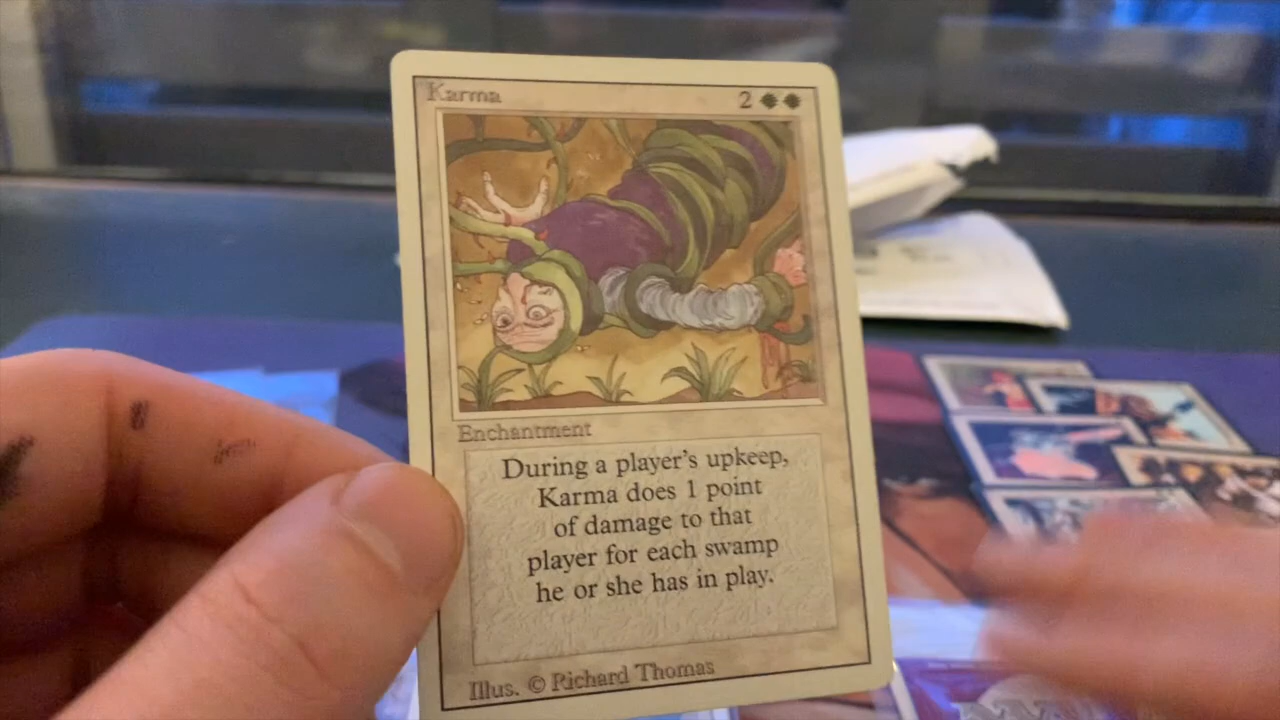 Karma 2
Enchantment
During a player's upkeep,
Karma does 1 point
of damage to that
player for each swamp
he or she has in play.
Illus. © Richard Thomas